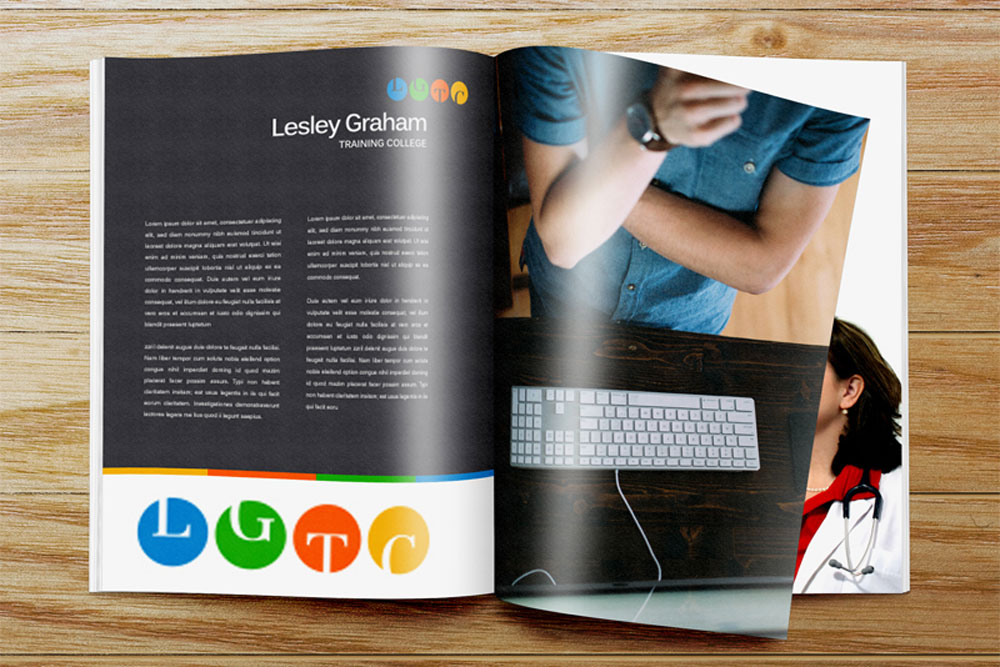 LGTC
Lesley Graham
TRAINING COLLEGE
Lorem ipsum dolor sit amet, consectetuer adipiscing
elit, sed diam nonummy nibh euismod tincidunt ut
laoreet dolore magna aliquam erat volutpat. Ut wisi
enim ad minim veniam, quis nostrud exerci tation
ullamcorper suscipit lobortis nisl ut aliquip ex ea
commodo consequat. Duis autem vel eum iriure
dolor in hendrerit in vulputate velit esse molestie
consequat, vel illum dolore eu feugiat nulla facilisis at
vero eros et accumsan et iusto odio dignissim qui
blandit praesent luptatum
zzril delenit augue duis dolore te feugait nulla facilisi.
Nam liber tempor cum soluta nobis eleifend option
congue nihil imperdiet doming id quod mazim
placerat facer possim assum. Typi non habent
claritatem insitam; est usus legentis in iis qui facit
eorum claritatem. Investigationes demonstraverunt
lectores legere me lius quod ii legunt saepius.
Lorem ipsum dolor sit amet, consectetuer adipiscing
elit, sed diam nonummy nibh euismod tincidunt ut
laoreet dolore magna aliquam erat volutpat. Ut wisi
enim ad minim veniam, quis nostrud exerci tation
ullamcorper suscipit lobortis nisl ut aliquip ex ea
commodo consequat.
Duis autem vel eum iriure dolor in hendrerit in
vulputate velit esse molestie consequat, vel illum
dolore eu feugiat nulla facilisis at vero eros et
accumsan et iusto odio dignissim qui blandit
praesent luptatum zzril delenit augue duis dolore te
feugait nulla facilisi. Nam liber tempor cum soluta
nobis eleifend option congue nihil imperdiet doming
id quod mazim placerat facer possim assum. Typi
non habent claritatem insitam; est usus legentis in iis
qui facit eoru.
LGTC